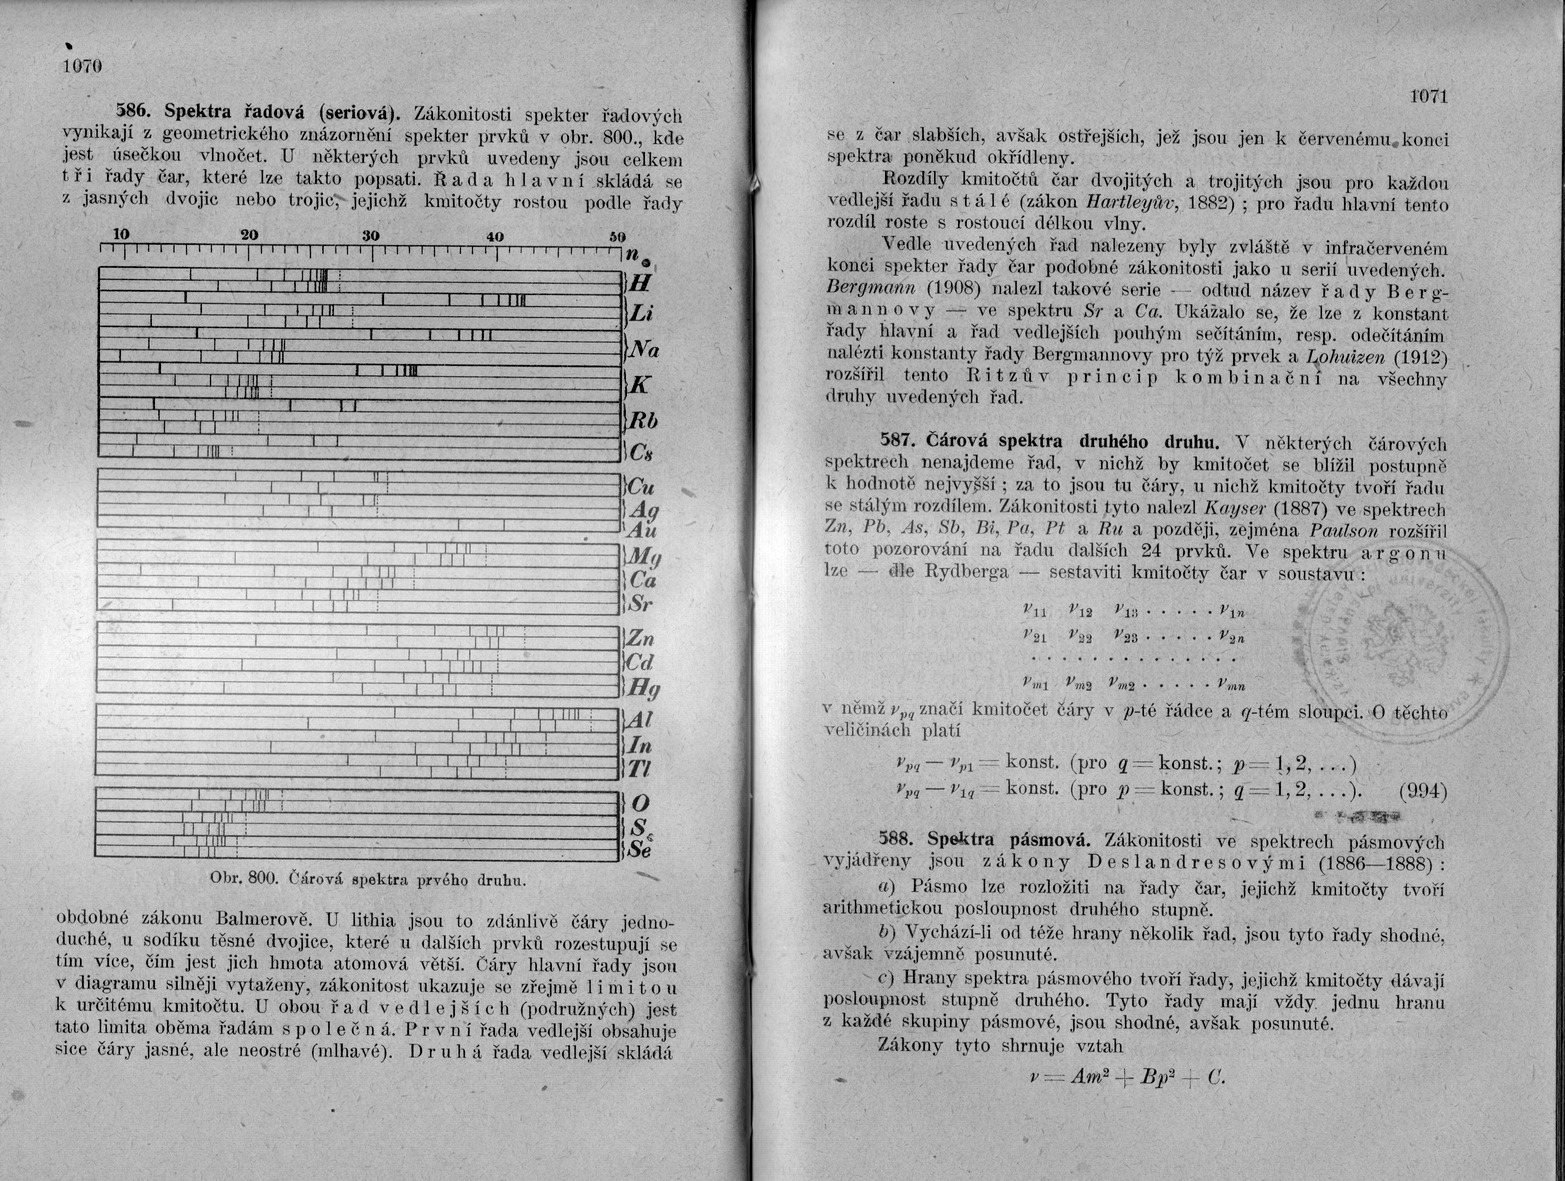 1070
586. Spektra řadová (seriová). Zákonitosti spekter řadových
vynikají z geometrického znázornění spekter prvků v obr. 800., kde
jest úsečkou vlnočet. U některých prvků uvedeny jsou celkem
tři řady čar, které lze takto popsati. Řada hlavní skládá se
z jasných dvojic nebo trojic, jejichž kmitočty rostou podle řady
10 20 30 40 50
n
H
Li
Na
K
Rb
Cs
Cu
Ag
Au
Mg
Ca
Sr
Zn
Cd
Hg
Al
In
Tl
O
S
Se
Obr. 800. Čárová spektra prvého druhu.
obdobné zákonu Balmerově. U lithia jsou to zdánlivě čáry jedno-
duché, u sodíku těsné dvojice, které u dalších prvků rozestupují se
tím více, čím jest jich hmota atomová větší. Čáry hlavní řady jsou
v diagramu silněji vytaženy, zákonitost ukazuje se zřejmě limitou
k určitému kmitočtu. U obou řad vedlejších (podružných) jest
tato limita oběma řadám společná. První řada vedlejší obsahuje
sice čáry jasné, ale neostré (mlhavé). Druhá řada vedlejší skládá
1071
se z čar slabších, avšak ostřejších, jež jsou jen k červenému konci
spektra poněkud okřídleny.
Rozdíly kmitočtů čar dvojitých a trojitých jsou pro každou
vedlejší řadu stálé (zákon Hartleyův, 1882) ; pro řadu hlavní tento
rozdíl roste s rostoucí délkou vlny.
Vedle uvedených řad nalezeny byly zvláště v infračerveném
konci spekter řady čar podobné zákonitosti jako u serií uvedených.
Bergmann (1908) nalezl takové serie — odtud název řady Berg-
mannovy — ve spektru Sr a Ca. Ukázalo se, že lze z konstant
řady hlavní a řad vedlejších pouhým sečítáním, resp. odečítáním
nalézti konstanty řady Bergmannovy pro týž prvek a Lohuizen (1912)
rozšířil tento Ritzův princip kombinační na všechny
druhy uvedených řad.
587. Čárová spektra druhého druhu. V některých čárových
spektrech nenajdeme řad, v nichž by kmitočet se blížil postupně
k hodnotě nejvyšší ; za to jsou tu čáry, u nichž kmitočty tvoří řadu
se stálým rozdílem. Zákonitosti tyto nalezl Kayser (1887) ve spektrech
Zn, Pb, As, Sb, Bi, Pa, Pt a Ru a později, zejména Paulson rozšířil
toto pozorování na řadu dalších 24 prvků. Ve spektru argonu
lze — dle Rydberga — sestaviti kmitočty čar v soustavu :
ν₁₁ ν₁₂ ν₁₃ . . . . . ν₁ₙ
ν₂₁ ν₂₂ ν₂₃ . . . . . ν₂ₙ
. . . . . . . . . . . . . .
νm1 νm2 νm2 . . . . . νmn
v němž νpq značí kmitočet čáry v p-té řádce a q-tém sloupci. O těchto
veličinách platí
νpq — νp1 = konst. (pro q = konst.; p = 1, 2, ...)
νpq — ν1q = konst. (pro p = konst. ; q = 1, 2, ...). (994)
588. Spektra pásmová. Zákonitosti ve spektrech pásmových
vyjádřeny jsou zákony Deslandresovými (1886—1888) :
a) Pásmo lze rozložiti na řady čar, jejichž kmitočty tvoří
arithmetickou posloupnost druhého stupně.
b) Vychází-li od téže hrany několik řad, jsou tyto řady shodné,
avšak vzájemně posunuté.
c) Hrany spektra pásmového tvoří řady, jejichž kmitočty dávají
posloupnost stupně druhého. Tyto řady mají vždy jednu hranu
z každé skupiny pásmové, jsou shodné, avšak posunuté.
Zákony tyto shrnuje vztah
ν = Am² + Bp² + C.